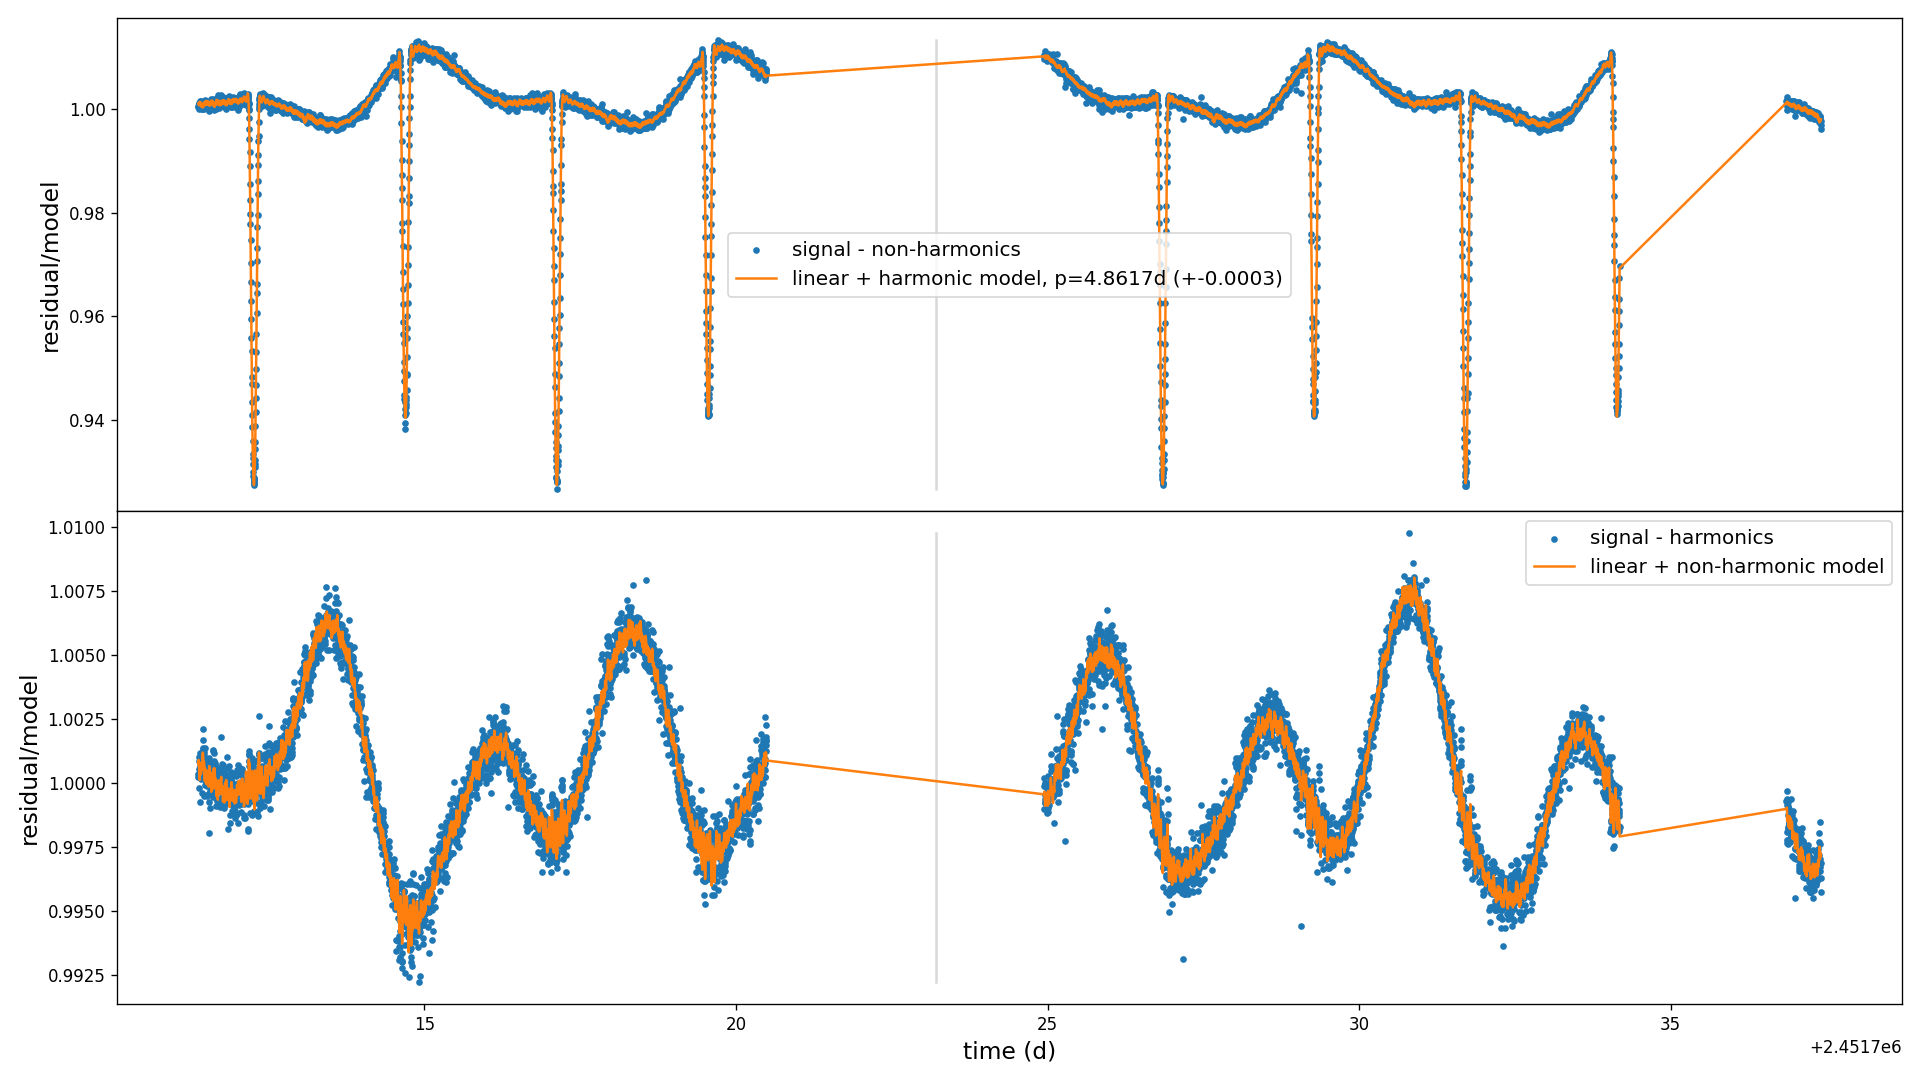 1.00
0.98
0.96
0.94
residual/model
signal - non-harmonics
linear + harmonic model, p=4.8617d (+-0.0003)
1.0100
1.0075
1.0050
1.0025
1.0000
0.9975
0.9950
0.9925
residual/model
signal - harmonics
linear + non-harmonic model
15
20
25
30
35
time (d)
+2.4517e6